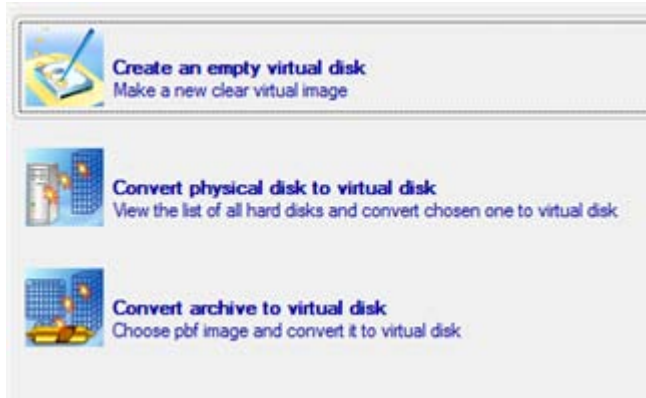 Create an empty virtual disk
Make a new clear virtual image
Convert physical disk to virtual disk
View the list of all hard disks and convert chosen one to virtual disk
Convert archive to virtual disk
Choose pbf image and convert it to virtual disk